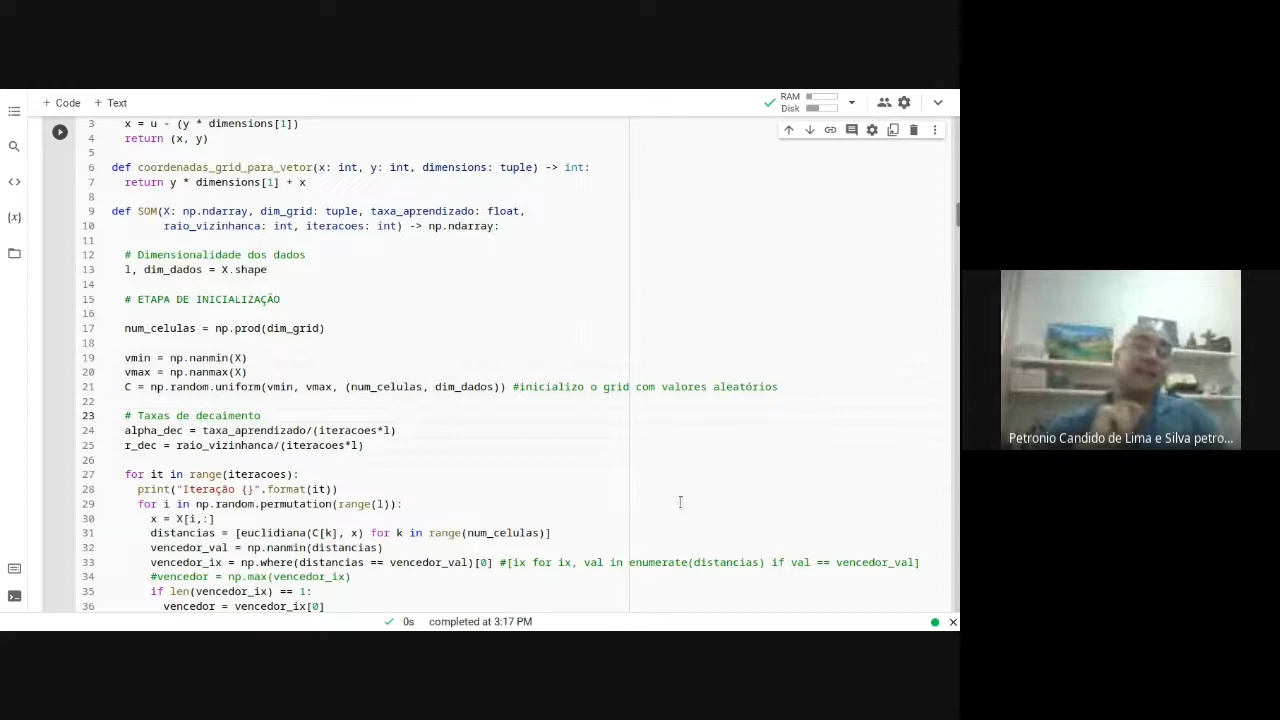 + Code + Text
RAM
Disk
3 x = u - (y * dimensions[1])
4 return (x, y)
5
6 def coordenadas_grid_para_vetor(x: int, y: int, dimensions: tuple) -> int:
7 return y * dimensions[1] + x
8
9 def SOM(X: np.ndarray, dim_grid: tuple, taxa_aprendizado: float,
10 raio_vizinhanca: int, iteracoes: int) -> np.ndarray:
11
12 # Dimensionalidade dos dados
13 l, dim_dados = X.shape
14
15 # ETAPA DE INICIALIZAÇÃO
16
17 num_celulas = np.prod(dim_grid)
18
19 vmin = np.nanmin(X)
20 vmax = np.nanmax(X)
21 C = np.random.uniform(vmin, vmax, (num_celulas, dim_dados)) #inicializo o grid com valores aleatórios
22
23 # Taxas de decaimento
24 alpha_dec = taxa_aprendizado/(iteracoes*l)
25 r_dec = raio_vizinhanca/(iteracoes*l)
26
27 for it in range(iteracoes):
28 print("Iteração {}".format(it))
29 for i in np.random.permutation(range(l)):
30 x = X[i,:]
31 distancias = [euclidiana(C[k], x) for k in range(num_celulas)]
32 vencedor_val = np.nanmin(distancias)
33 vencedor_ix = np.where(distancias == vencedor_val)[0] #[ix for ix, val in enumerate(distancias) if val == vencedor_val]
34 #vencedor = np.max(vencedor_ix)
35 if len(vencedor_ix) == 1:
36 vencedor = vencedor_ix[0]
0s completed at 3:17 PM
Petronio Candido de Lima e Silva petro...